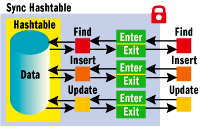 Sync Hashtable
Hashtable
Data
Find
Enter
Exit
Find
Insert
Enter
Exit
Insert
Update
Enter
Exit
Update